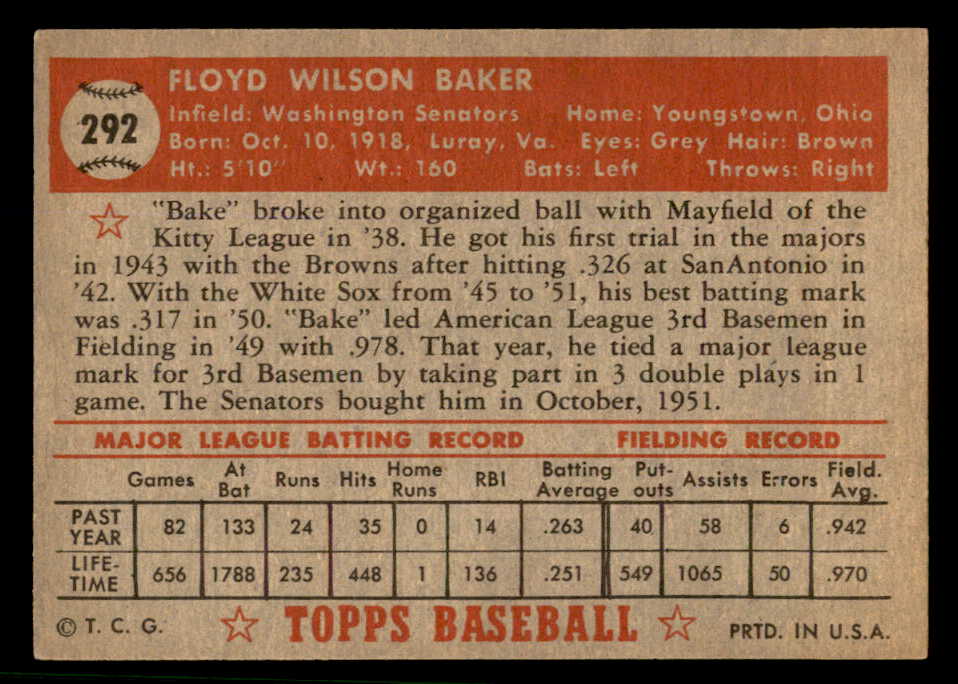 292
FLOYD WILSON BAKER
Infield: Washington Senators Home: Youngstown, Ohio
Born: Oct. 10, 1918, Luray, Va. Eyes: Grey Hair: Brown
Ht.: 5'10" Wt.: 160 Bats: Left Throws: Right
"Bake" broke into organized ball with Mayfield of the
Kitty League in '38. He got his first trial in the majors
in 1943 with the Browns after hitting .326 at SanAntonio in
'42. With the White Sox from '45 to '51, his best batting mark
was .317 in '50. "Bake" led American League 3rd Basemen in
Fielding in '49 with .978. That year, he tied a major league
mark for 3rd Basemen by taking part in 3 double plays in 1
game. The Senators bought him in October, 1951.
MAJOR LEAGUE BATTING RECORD FIELDING RECORD
Games At Bat Runs Hits Home Runs RBI Batting Average Put-outs Assists Errors Field. Avg.
PAST YEAR 82 133 24 35 0 14 .263 40 58 6 .942
LIFE-TIME 656 1788 235 448 1 136 .251 549 1065 50 .970
© T. C. G. TOPPS BASEBALL PRTD. IN U.S.A.